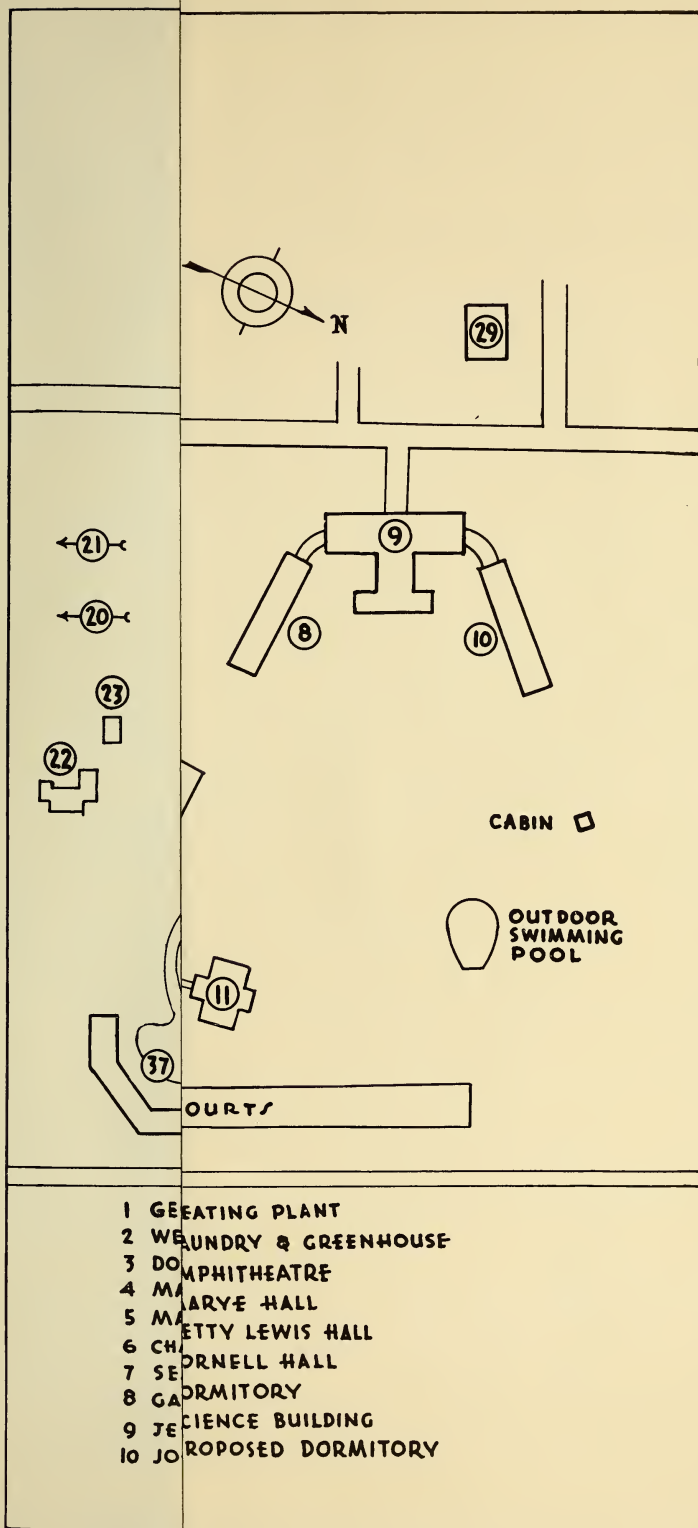 N
29
21
9
20
8
10
23
22
CABIN
OUTDOOR
SWIMMING
POOL
11
37
OURTS
1 GE
EATING PLANT
2 WE
AUNDRY & GREENHOUSE
3 DO
MPHITHEATRE
4 MA
ARYE HALL
5 MA
ETTY LEWIS HALL
6 CHA
ORNELL HALL
7 SE
ORMITORY
8 GA
CIENCE BUILDING
9 JE
ROPOSED DORMITORY
10 JO